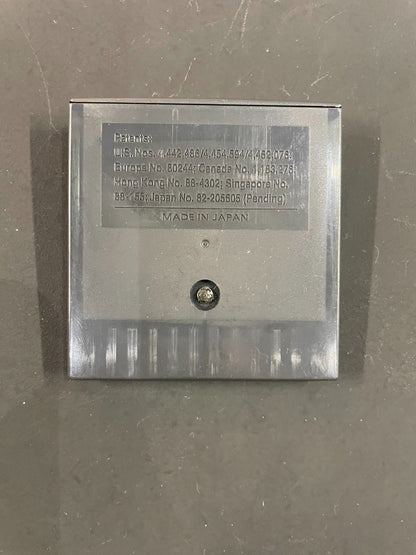 Patents:
U.S. Nos. 4,442,486/4,454,594/4,462,076;
Europe No. 80244; Canada No. 1,183,276;
Hong Kong No. 88-4302; Singapore No.
88-155; Japan No. 82-205605 (Pending)
MADE IN JAPAN